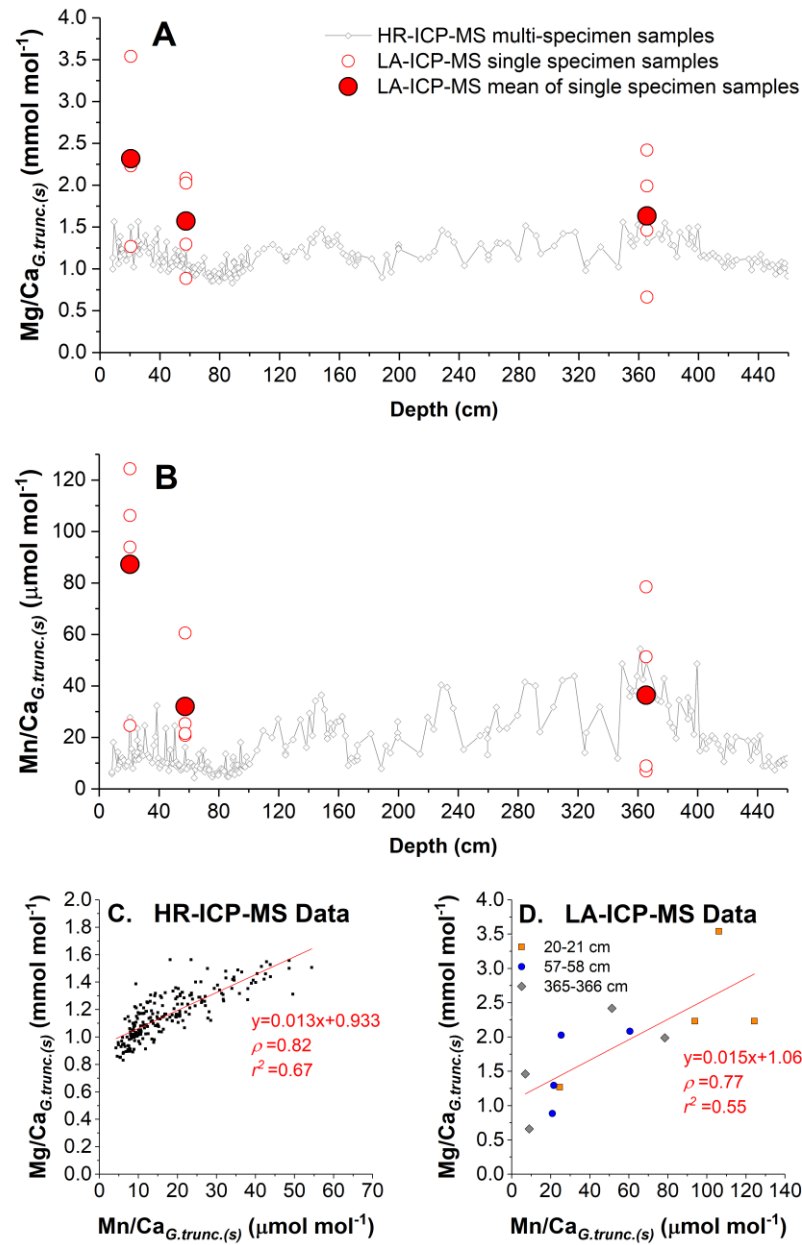 A
HR-ICP-MS multi-specimen samples
LA-ICP-MS single specimen samples
LA-ICP-MS mean of single specimen samples
Mg/Ca G.trunc.(s) (mmol mol-1)
4.0
3.5
3.0
2.5
2.0
1.5
1.0
0.5
0.0
0 40 80 120 160 200 240 280 320 360 400 440
Depth (cm)
B
Mn/Ca G.trunc.(s) (μmol mol-1)
120
100
80
60
40
20
0
0 40 80 120 160 200 240 280 320 360 400 440
Depth (cm)
C. HR-ICP-MS Data
Mg/Ca G.trunc.(s) (mmol mol-1)
2.0
1.8
1.6
1.4
1.2
1.0
0.8
0.6
0.4
0.2
0.0
y=0.013x+0.933
ρ =0.82
r2 =0.67
0 10 20 30 40 50 60 70
Mn/Ca G.trunc.(s) (μmol mol-1)
D. LA-ICP-MS Data
20-21 cm
57-58 cm
365-366 cm
Mg/Ca G.trunc.(s) (mmol mol-1)
4.0
3.5
3.0
2.5
2.0
1.5
1.0
0.5
0.0
y=0.015x+1.06
ρ =0.77
r2 =0.55
0 20 40 60 80 100 120 140
Mn/Ca G.trunc.(s) (μmol mol-1)